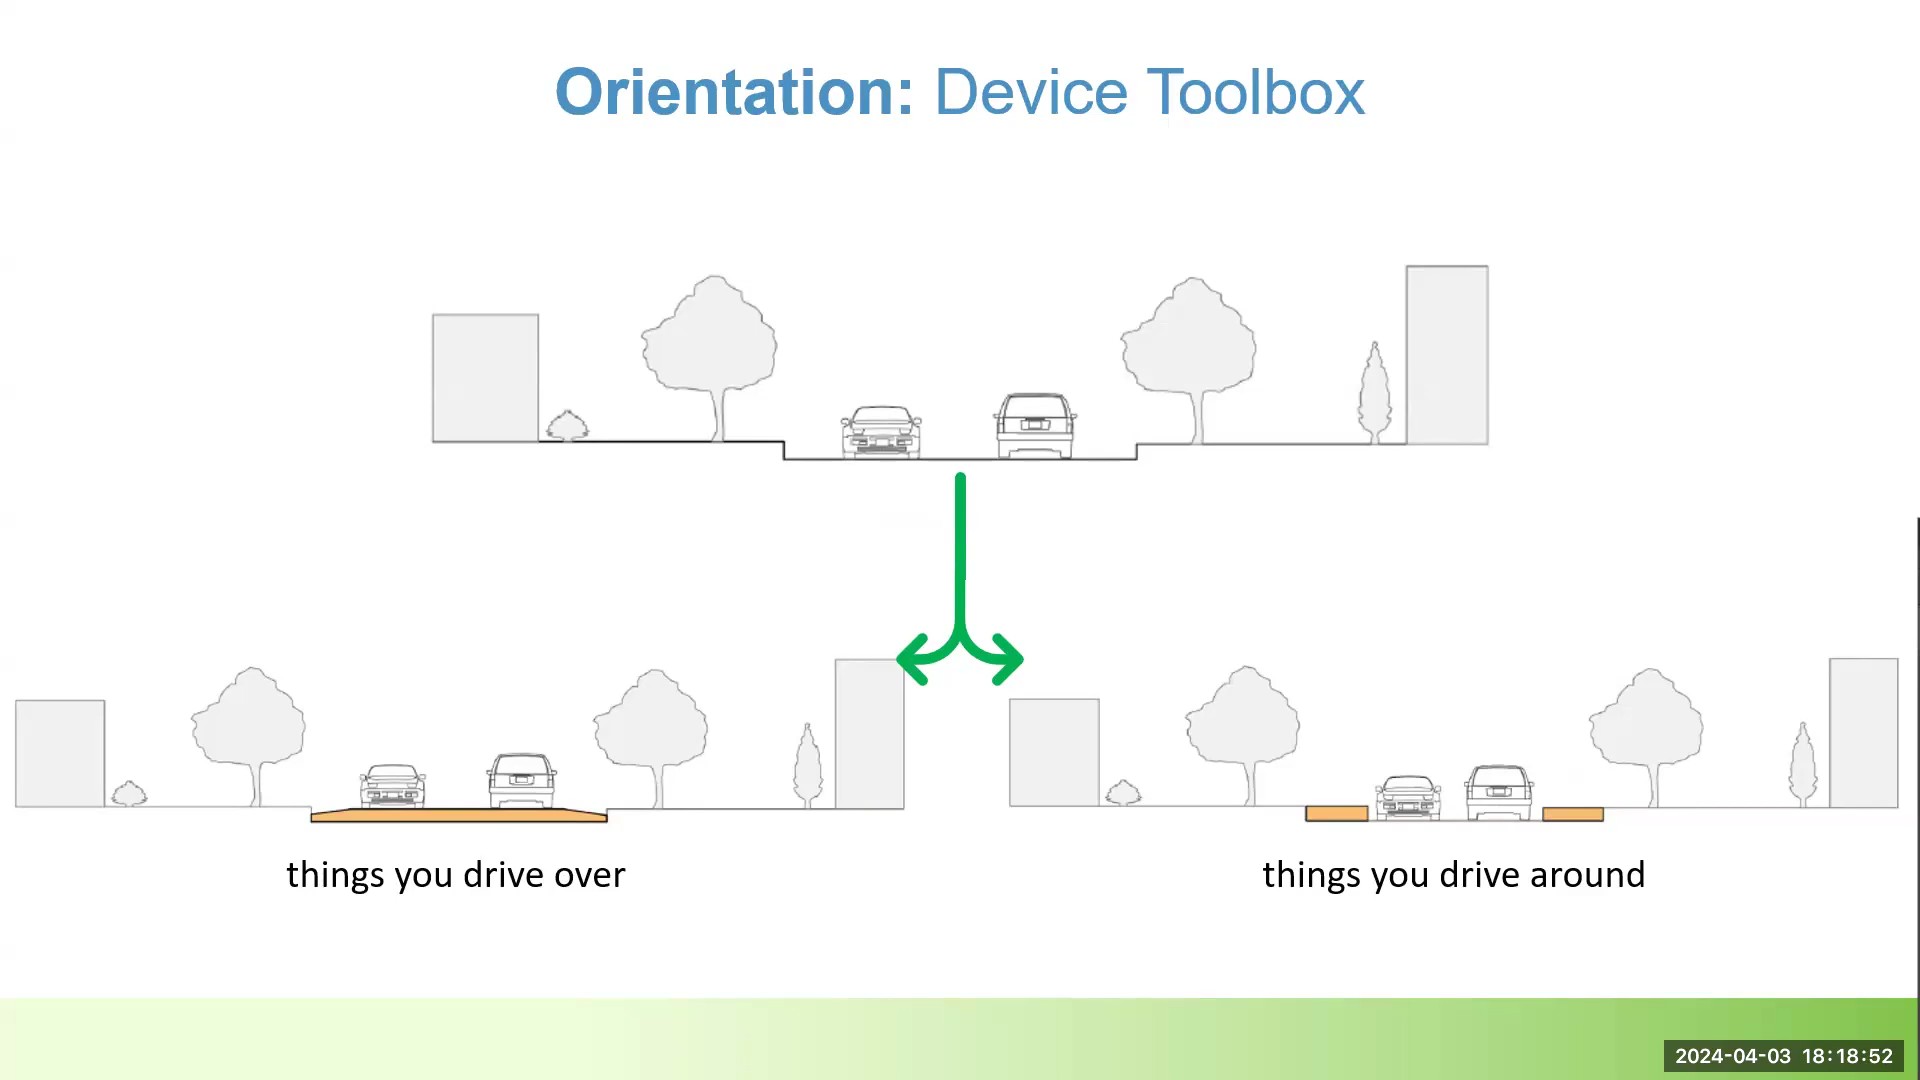 Orientation: Device Toolbox
things you drive over
things you drive around
2024-04-03 18:18:52